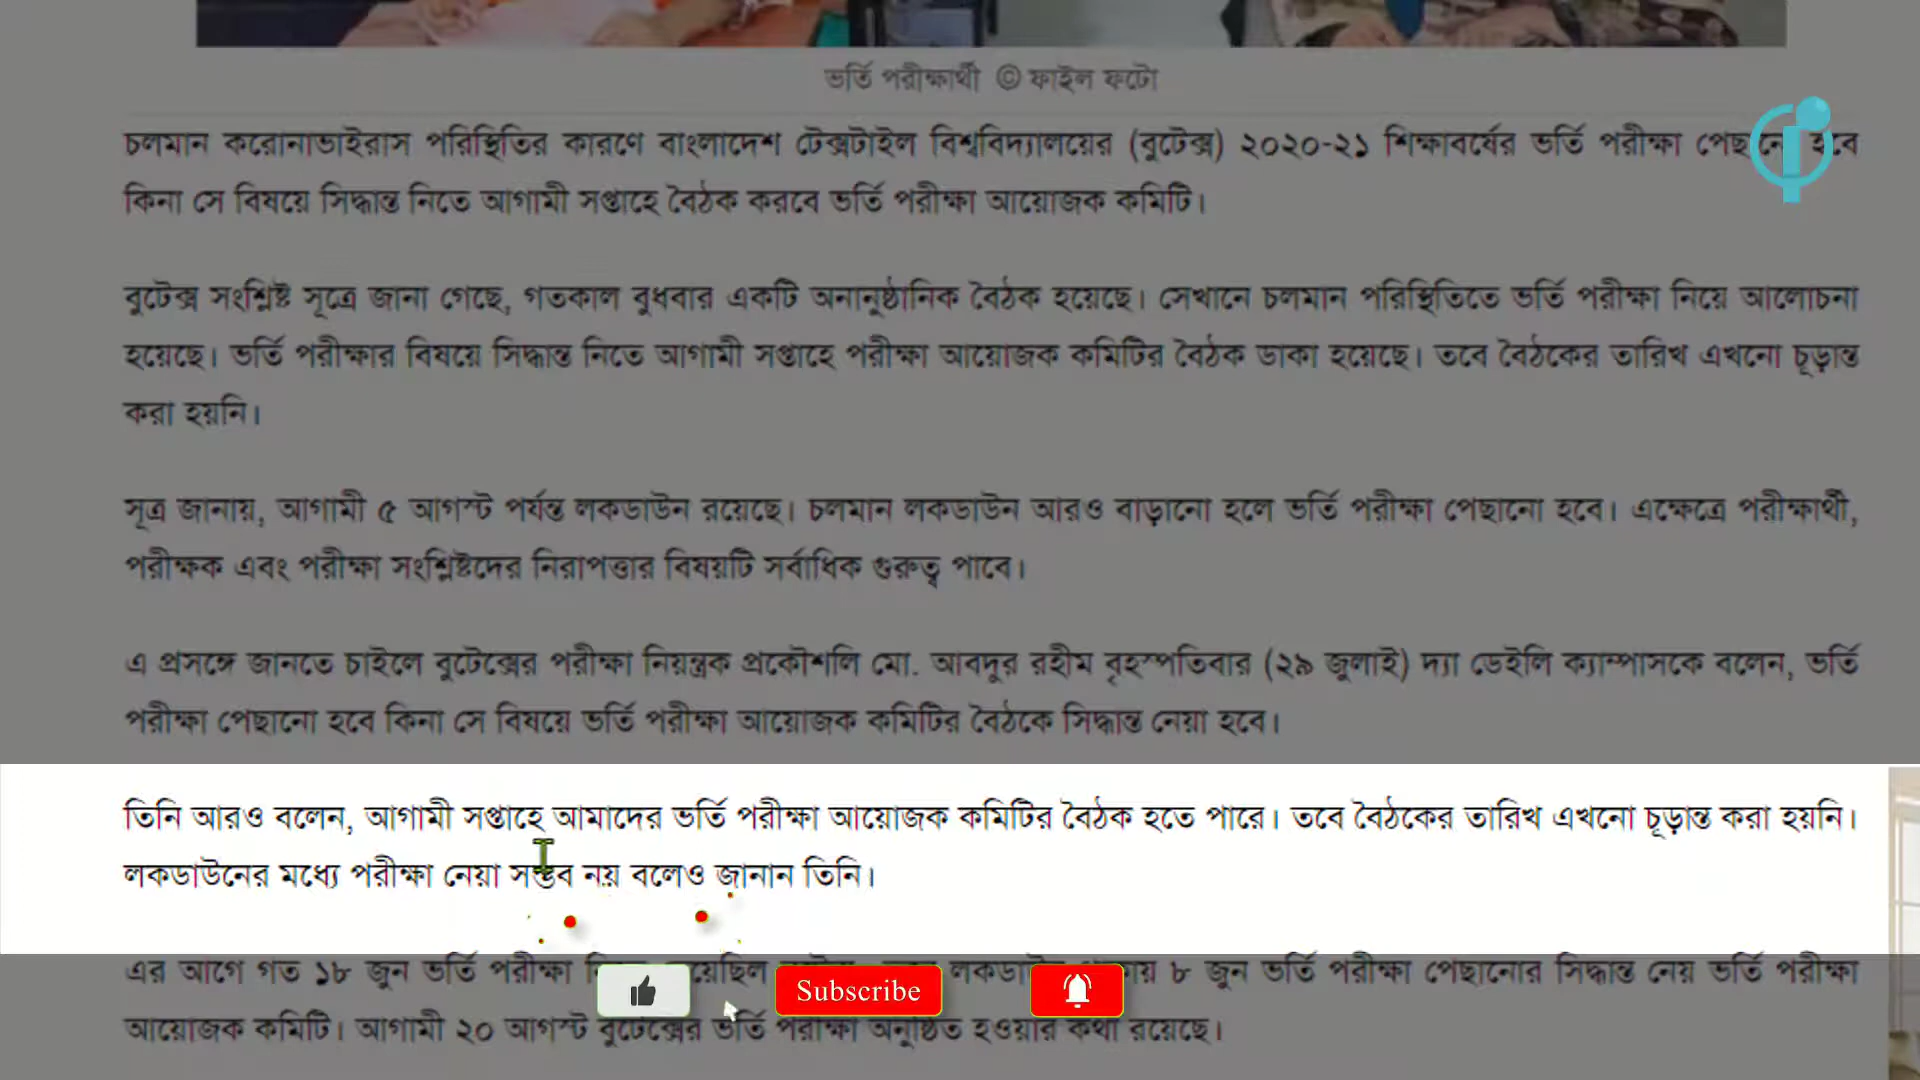 ভর্তি পরীক্ষার্থী © ফাইল ফটো
চলমান করোনাভাইরাস পরিস্থিতির কারণে বাংলাদেশ টেক্সটাইল বিশ্ববিদ্যালয়ের (বুটেক্স) ২০২০-২১ শিক্ষাবর্ষের ভর্তি পরীক্ষা
কিনা সে বিষয়ে সিদ্ধান্ত নিতে আগামী সপ্তাহে বৈঠক করবে ভর্তি পরীক্ষা আয়োজক কমিটি।
বুটেক্স সংশ্লিষ্ট সূত্রে জানা গেছে, গতকাল বুধবার একটি অনানুষ্ঠানিক বৈঠক হয়েছে। সেখানে চলমান পরিস্থিতিতে ভর্তি পরীক্ষা নিয়ে আলোচনা
হয়েছে। ভর্তি পরীক্ষার বিষয়ে সিদ্ধান্ত নিতে আগামী সপ্তাহে পরীক্ষা আয়োজক কমিটির বৈঠক ডাকা হয়েছে। তবে বৈঠকের তারিখ এখনো চূড়ান্ত
করা হয়নি।
সূত্র জানায়, আগামী ৫ আগস্ট পর্যন্ত লকডাউন রয়েছে। চলমান লকডাউন আরও বাড়ানো হলে ভর্তি পরীক্ষা পেছানো হবে। এক্ষেত্রে পরীক্ষার্থী,
পরীক্ষক এবং পরীক্ষা সংশ্লিষ্টদের নিরাপত্তার বিষয়টি সর্বাধিক গুরুত্ব পাবে।
এ প্রসঙ্গে জানতে চাইলে বুটেক্সের পরীক্ষা নিয়ন্ত্রক প্রকৌশলি মো. আবদুর রহীম বৃহস্পতিবার (২৯ জুলাই) দ্যা ডেইলি ক্যাম্পাসকে বলেন, ভর্তি
পরীক্ষা পেছানো হবে কিনা সে বিষয়ে ভর্তি পরীক্ষা আয়োজক কমিটির বৈঠকে সিদ্ধান্ত নেয়া হবে।
তিনি আরও বলেন, আগামী সপ্তাহে আমাদের ভর্তি পরীক্ষা আয়োজক কমিটির বৈঠক হতে পারে। তবে বৈঠকের তারিখ এখনো চূড়ান্ত করা হয়নি।
লকডাউনের মধ্যে পরীক্ষা নেয়া সম্ভব নয় বলেও জানান তিনি।
এর আগে গত ১৮ জুন ভর্তি পরীক্ষা ৮ জুন ভর্তি পরীক্ষা পেছানোর সিদ্ধান্ত নেয় ভর্তি পরীক্ষা
Subscribe
আয়োজক কমিটি। আগামী ২০ আগস্ট বুটেক্সের ভর্তি পরীক্ষা অনুষ্ঠিত হওয়ার কথা রয়েছে।